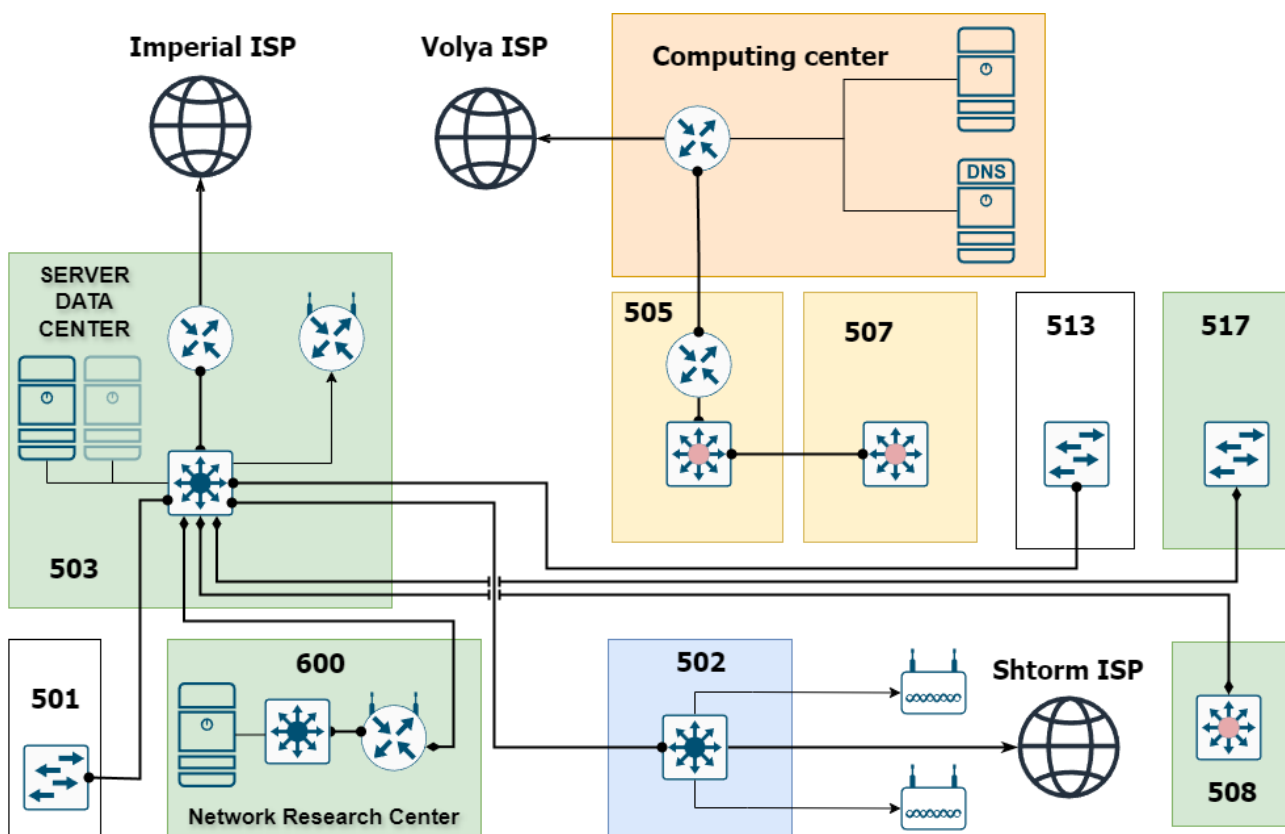 Imperial ISP
Volya ISP
Computing center
DNS
SERVER
DATA
CENTER
505
507
513
517
503
501
600
Network Research Center
502
Shtorm ISP
508